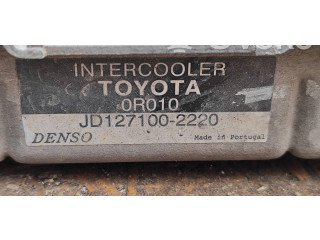 INTERCOOLER
TOYOTA
0R010
JD127100-2220
DENSO
Made in Portugal